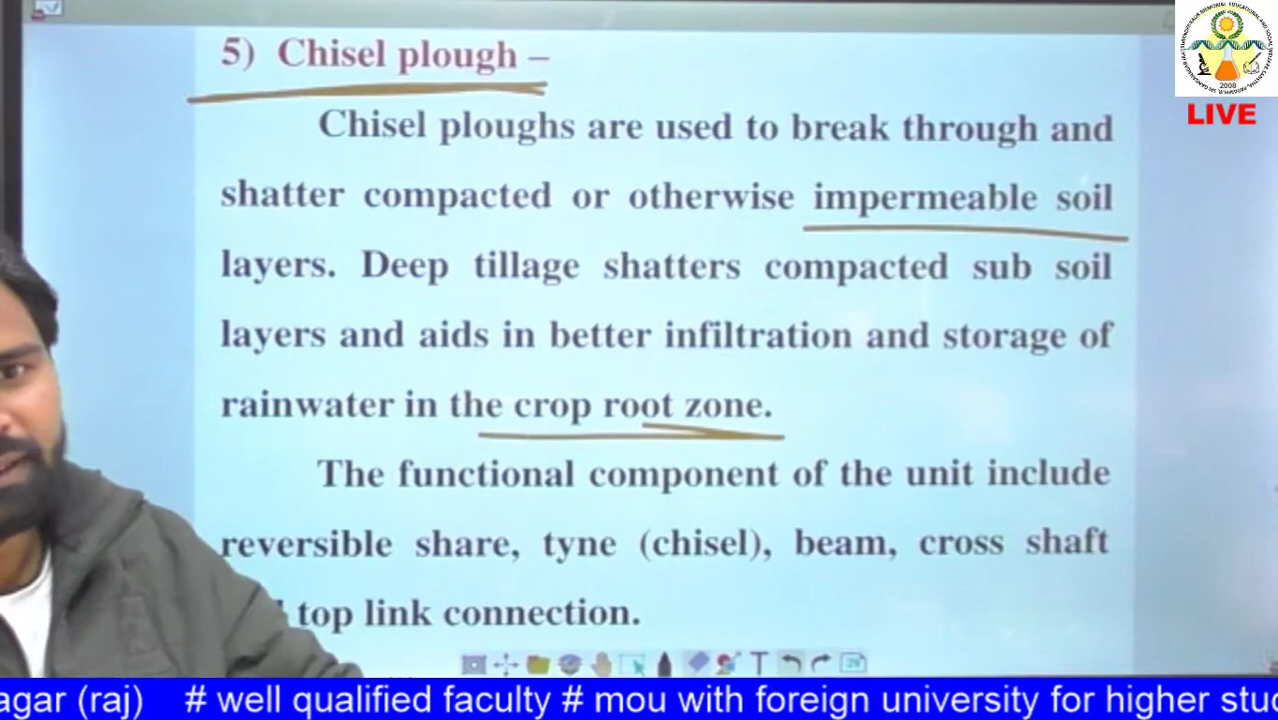 5) Chisel plough –
Chisel ploughs are used to break through and
shatter compacted or otherwise impermeable soil
layers. Deep tillage shatters compacted sub soil
layers and aids in better infiltration and storage of
rainwater in the crop root zone.
The functional component of the unit include
reversible share, tyne (chisel), beam, cross shaft
top link connection.
2008
LIVE
agar (raj) # well qualified faculty # mou with foreign university for higher stu